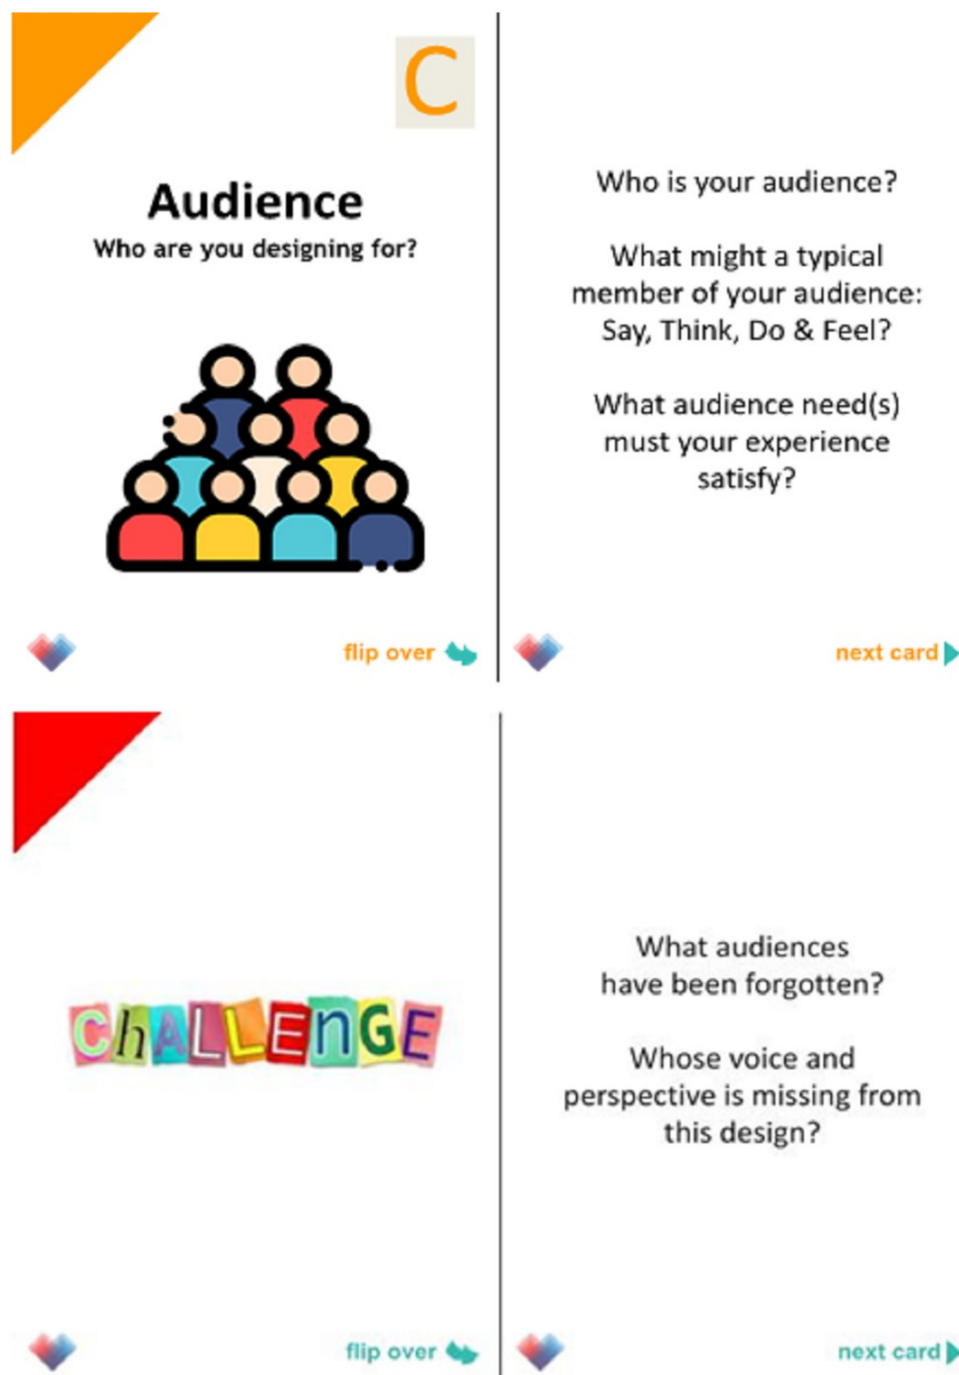 C
Audience
Who are you designing for?
flip over
Who is your audience?
What might a typical
member of your audience:
Say, Think, Do & Feel?
What audience need(s)
must your experience
satisfy?
next card
ChALLEnGE
flip over
What audiences
have been forgotten?
Whose voice and
perspective is missing from
this design?
next card